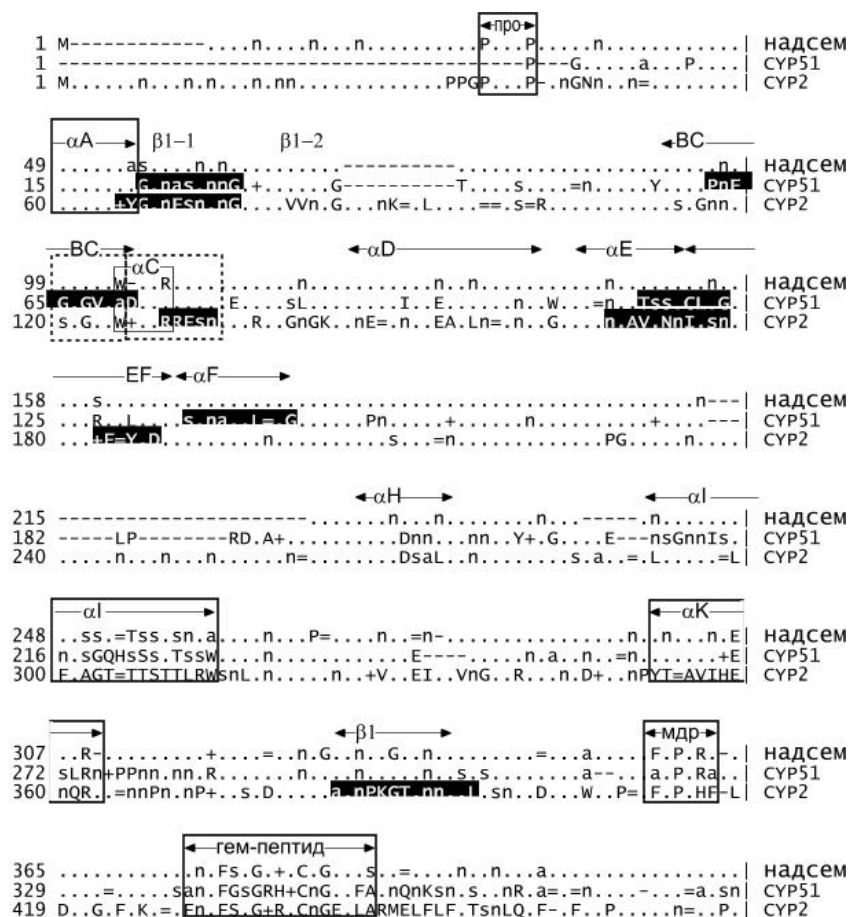 про
1 M------------....n...n...n..........P...P.....n............| надсем
1 -----------------------------------------P---G.....a...P....| CYP51
1 M......n...n.n.n.nn.............PPGP...P-.nGNn..n=.........| CYP2
αA β1–1 β1–2 BC
49 ......as....n.n..........----------......................n.| надсем
15 .......G.nas.nnG.+......G----------T....s....=n.....Y...PnF| CYP51
60 .....+YG.nFsn.nG....VVn.G...nK=.L....==.s=R...........s.Gnn.| CYP2
BC αC αD αE
99 .....W-..R....................n.n...........n........n..| надсем
65 G.GV.aD........E....sL........I..E......n..W...=n..Tss.CL.G| CYP51
120 s.G..W+..RRFsn..R..GnGK..nE=.n..EA.Ln=.n..G....n.AV.NnI.sn.| CYP2
EF αF
158 ...s....................................................n---| надсем
125 ...R..L....s.na..L=.G......Pn.....+......n..........+....---| CYP51
180 ...+F=Y.D.........n..........s...=n.............PG.....n....| CYP2
αH αI
215 ----------------------.......n...n.......n...-----.n.......| надсем
182 -----LP--------RD.A+..........Dnn...nn..Y+.G....E---nsGnnIs.| CYP51
240 .....n...n...n.......n=........DsaL..n..........s.a..=.L.....=L| CYP2
αI αK
248 ..ss.=Tss.sn.a....n...P=....n..=n-................n..n...n.E| надсем
216 n.sGQHsSs.TssW....n............E----........n.a..n..=n......+E| CYP51
300 F.AGT=TTSTTLRWsnL.n.......n..+V..EI..VnG..R...n.D+..nPYT=AVIHE| CYP2
β1 мдр
307 ..R-.........+....=..n.G..n..G..n........=...a.....F.P.R.-.| надсем
272 sLRn+PPnn.nn.R.........n.......n.s.s........a--....a.P.Ra..| CYP51
360 nQR..=nnPn.nP+..s.D.....a.nPKGT.nn..L.sn..D...W..P=.F.P.HF-L| CYP2
гем-пептид
365 ............n.Fs.G.+.C.G...s..=....n..n...a.................| надсем
329 ....=.....san.FGsGRH+CnG..FA.nQnKsn.s..nR.a=.=n....-.=a.sn| CYP51
419 D..G.F.K.=.Fn.FS.G+R.CnGE.LARMELFLF.TsnLQ.F-.F..P.....n=..P.| CYP2